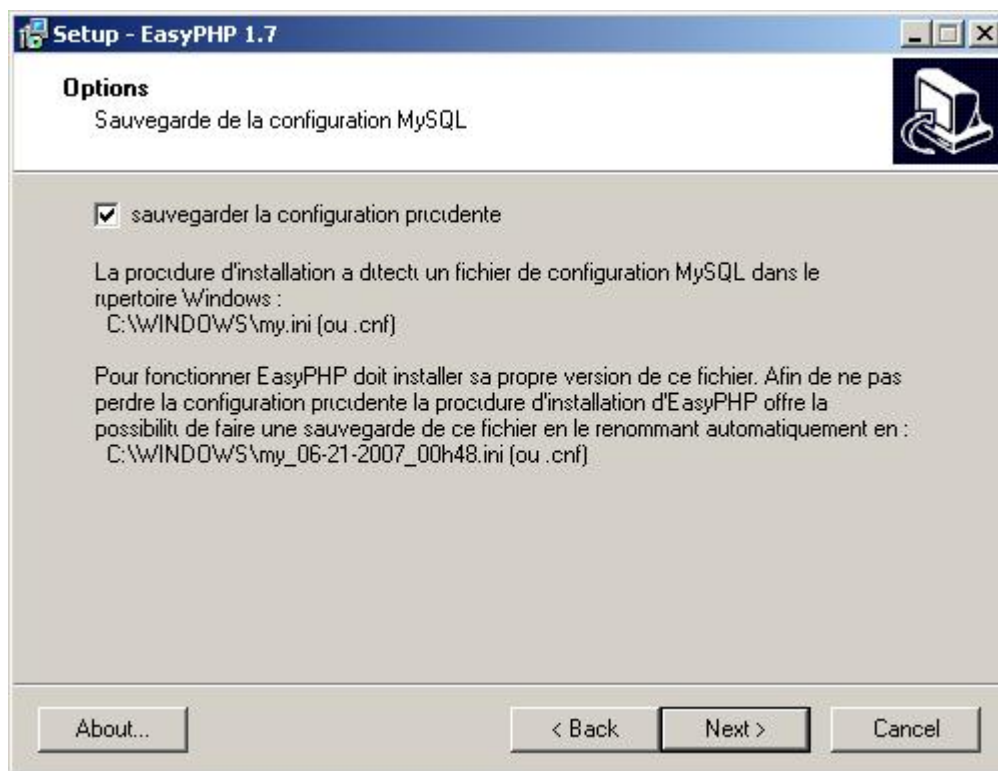 Setup - EasyPHP 1.7
Options
Sauvegarde de la configuration MySQL
sauvegarder la configuration prιcιdente
La procιdure d'installation a dιtectι un fichier de configuration MySQL dans le
rιpertoire Windows :
C:\WINDOWS\my.ini (ou .cnf)
Pour fonctionner EasyPHP doit installer sa propre version de ce fichier. Afin de ne pas
perdre la configuration prιcιdente la procιdure d'installation d'EasyPHP offre la
possibilitι de faire une sauvegarde de ce fichier en le renommant automatiquement en :
C:\WINDOWS\my_06-21-2007_00h48.ini (ou .cnf)
About... < Back Next > Cancel